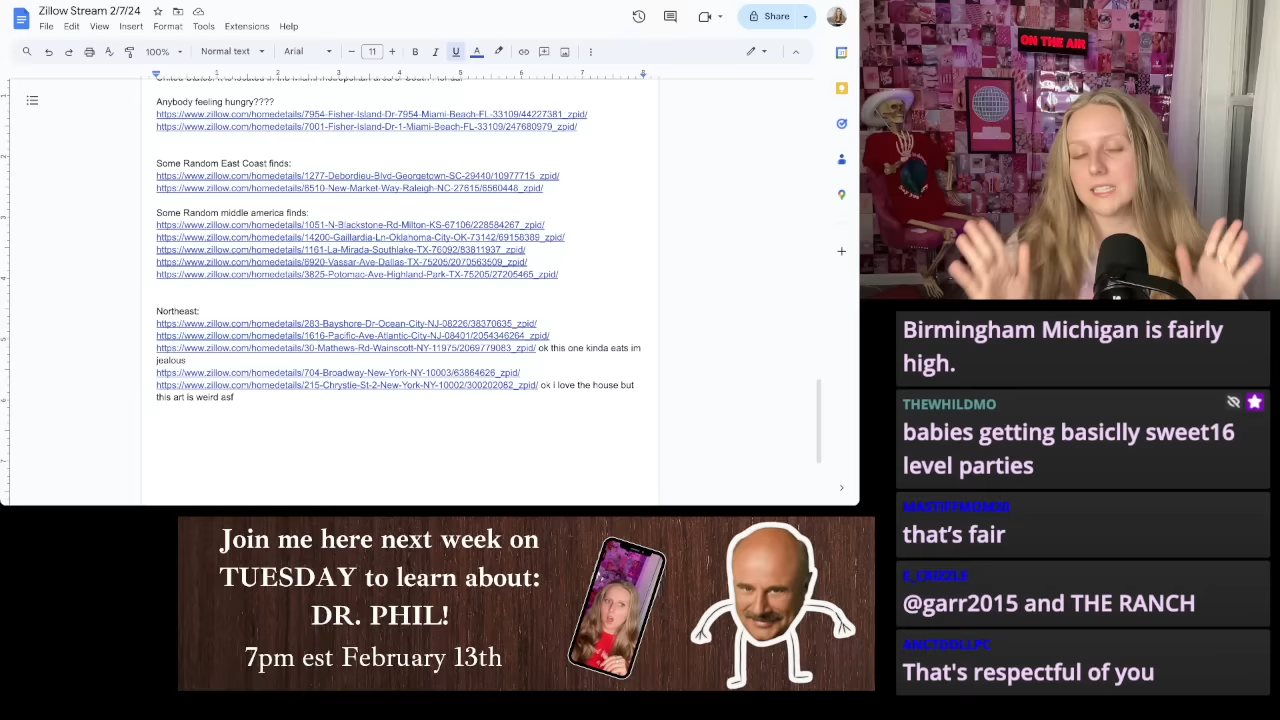 Zillow Stream 2/7/24
File Edit View Insert Format Tools Extensions Help
Share
100% Normal text Arial 11 B I U A
1 2 3 4 5 6 7
Anybody feeling hungry????
https://www.zillow.com/homedetails/7954-Fisher-Island-Dr-7954-Miami-Beach-FL-33109/44227381_zpid/
https://www.zillow.com/homedetails/7001-Fisher-Island-Dr-1-Miami-Beach-FL-33109/247680979_zpid/
Some Random East Coast finds:
https://www.zillow.com/homedetails/1277-Debordieu-Blvd-Georgetown-SC-29440/10977715_zpid/
https://www.zillow.com/homedetails/6510-New-Market-Way-Raleigh-NC-27615/6560448_zpid/
Some Random middle america finds:
https://www.zillow.com/homedetails/1051-N-Blackstone-Rd-Milton-KS-67106/228584267_zpid/
https://www.zillow.com/homedetails/14200-Gaillardia-Ln-Oklahoma-City-OK-73142/69158389_zpid/
https://www.zillow.com/homedetails/1161-La-Mirada-Southlake-TX-76092/83811937_zpid/
https://www.zillow.com/homedetails/6920-Vassar-Ave-Dallas-TX-75205/2070563509_zpid/
https://www.zillow.com/homedetails/3825-Potomac-Ave-Highland-Park-TX-75205/27205465_zpid/
Northeast:
https://www.zillow.com/homedetails/283-Bayshore-Dr-Ocean-City-NJ-08226/38370635_zpid/
https://www.zillow.com/homedetails/1616-Pacific-Ave-Atlantic-City-NJ-08401/2054346264_zpid/
https://www.zillow.com/homedetails/30-Mathews-Rd-Wainscott-NY-11975/2069779083_zpid/ ok this one kinda eats im
jealous
https://www.zillow.com/homedetails/704-Broadway-New-York-NY-10003/63864626_zpid/
https://www.zillow.com/homedetails/215-Chrystie-St-2-New-York-NY-10002/300202062_zpid/ ok i love the house but
this art is weird asf
ON THE AIR
Birmingham Michigan is fairly
high.
THEWHILDMO
babies getting basiclly sweet16
level parties
MASTIFFMOM20
that's fair
E_CRIZZLE
@garr2015 and THE RANCH
That's respectful of you
Join me here next week on
TUESDAY to learn about:
DR. PHIL!
7pm est February 13th